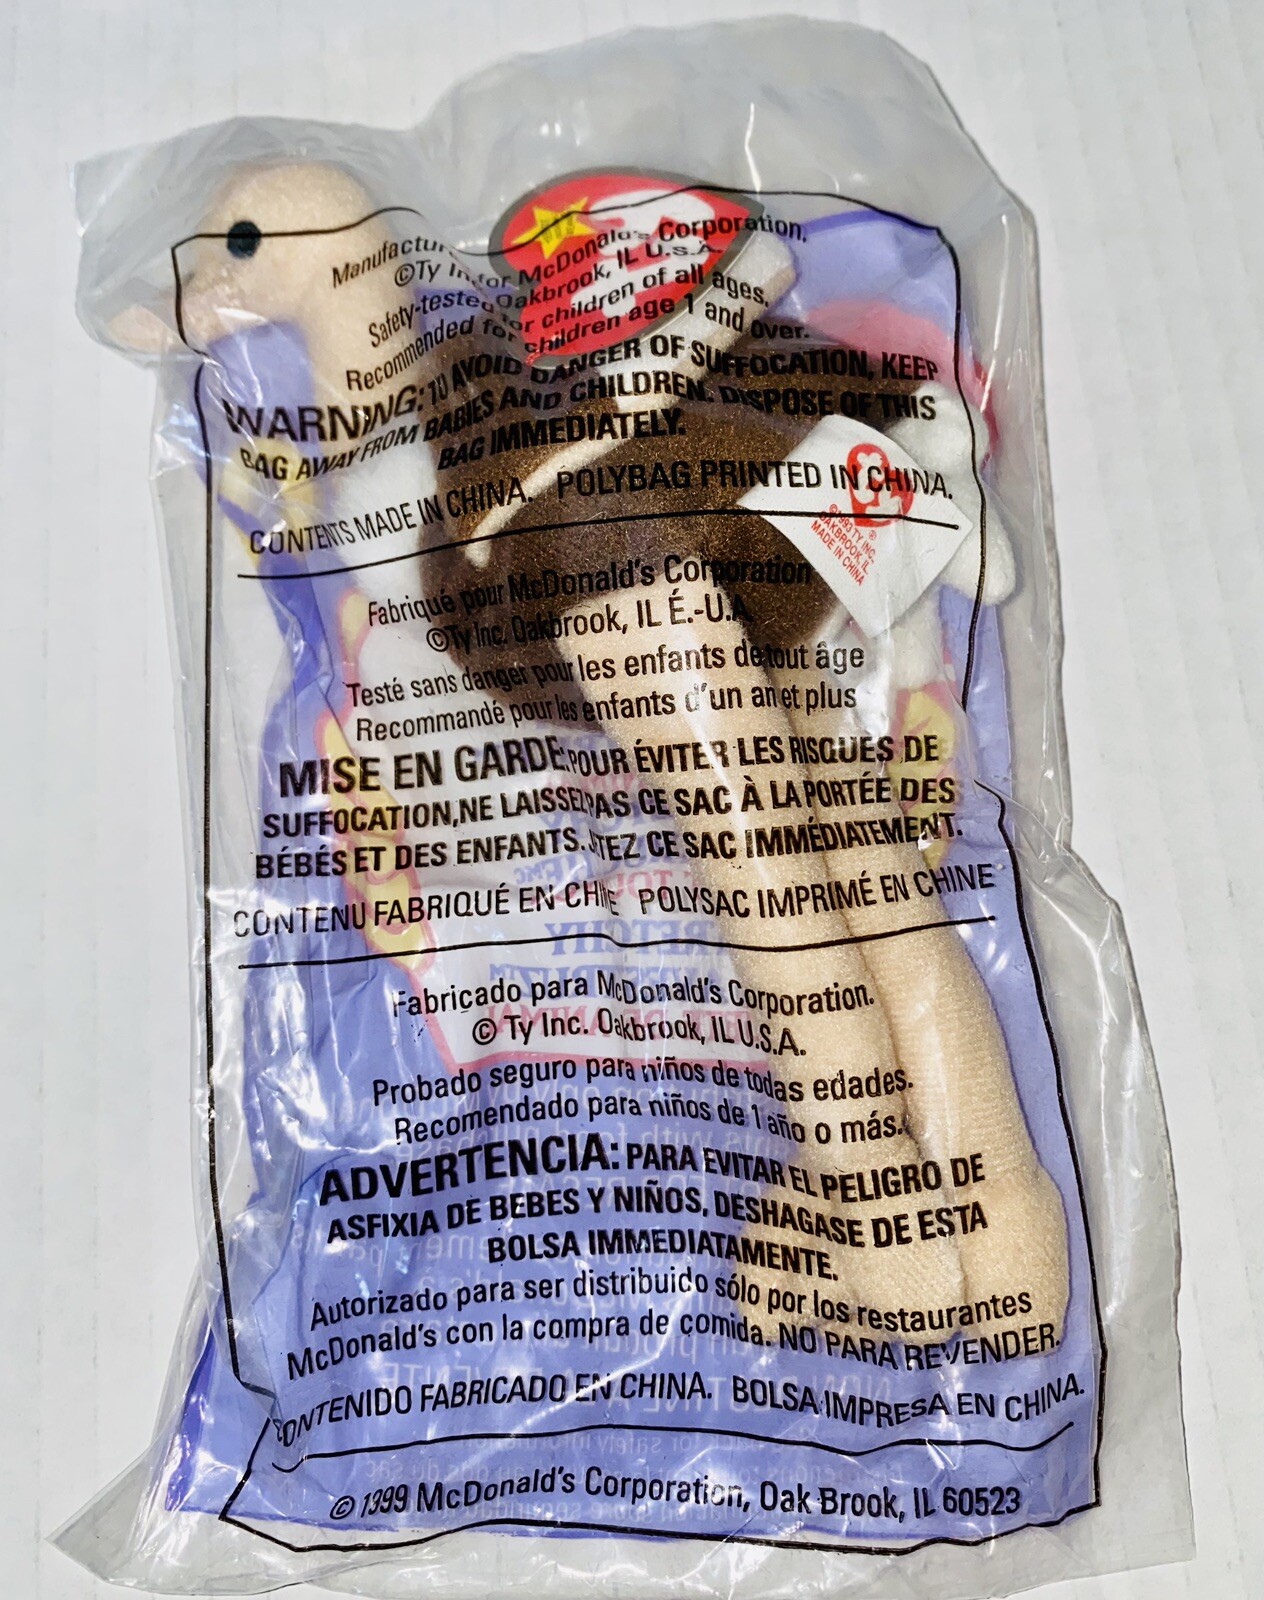 Manufactur for McDonald's Corporation.
©Ty In Oakbrook, IL U.S.A.
Safety-tested for children of all ages.
Recommended for children age 1 and over.
WARNING: TO AVOID DANGER OF SUFFOCATION, KEEP
BAG AWAY FROM BABIES AND CHILDREN. DISPOSE OF THIS
BAG IMMEDIATELY.
CONTENTS MADE IN CHINA. POLYBAG PRINTED IN CHINA.
©1993 TY INC.
OAKBROOK, IL
MADE IN CHINA
®
Fabriqué pour McDonald's Corporation
©Ty Inc. Oakbrook, IL É.-U.A
Testé sans danger pour les enfants de tout âge
Recommandé pour les enfants d'un an et plus
MISE EN GARDE: POUR ÉVITER LES RISQUES DE
SUFFOCATION, NE LAISSEZ PAS CE SAC À LA PORTÉE DES
BÉBÉS ET DES ENFANTS. JETEZ CE SAC IMMÉDIATEMENT.
CONTENU FABRIQUÉ EN CHINE POLYSAC IMPRIMÉ EN CHINE
Fabricado para McDonald's Corporation.
© Ty Inc. Oakbrook, IL U.S.A.
Probado seguro para niños de todas edades.
Recomendado para niños de 1 año o más.
ADVERTENCIA: PARA EVITAR EL PELIGRO DE
ASFIXIA DE BEBES Y NIÑOS, DESHAGASE DE ESTA
BOLSA IMMEDIATAMENTE.
Autorizado para ser distribuido sólo por los restaurantes
McDonald's con la compra de comida. NO PARA REVENDER.
CONTENIDO FABRICADO EN CHINA. BOLSA IMPRESA EN CHINA.
© 1999 McDonald's Corporation, Oak Brook, IL 60523